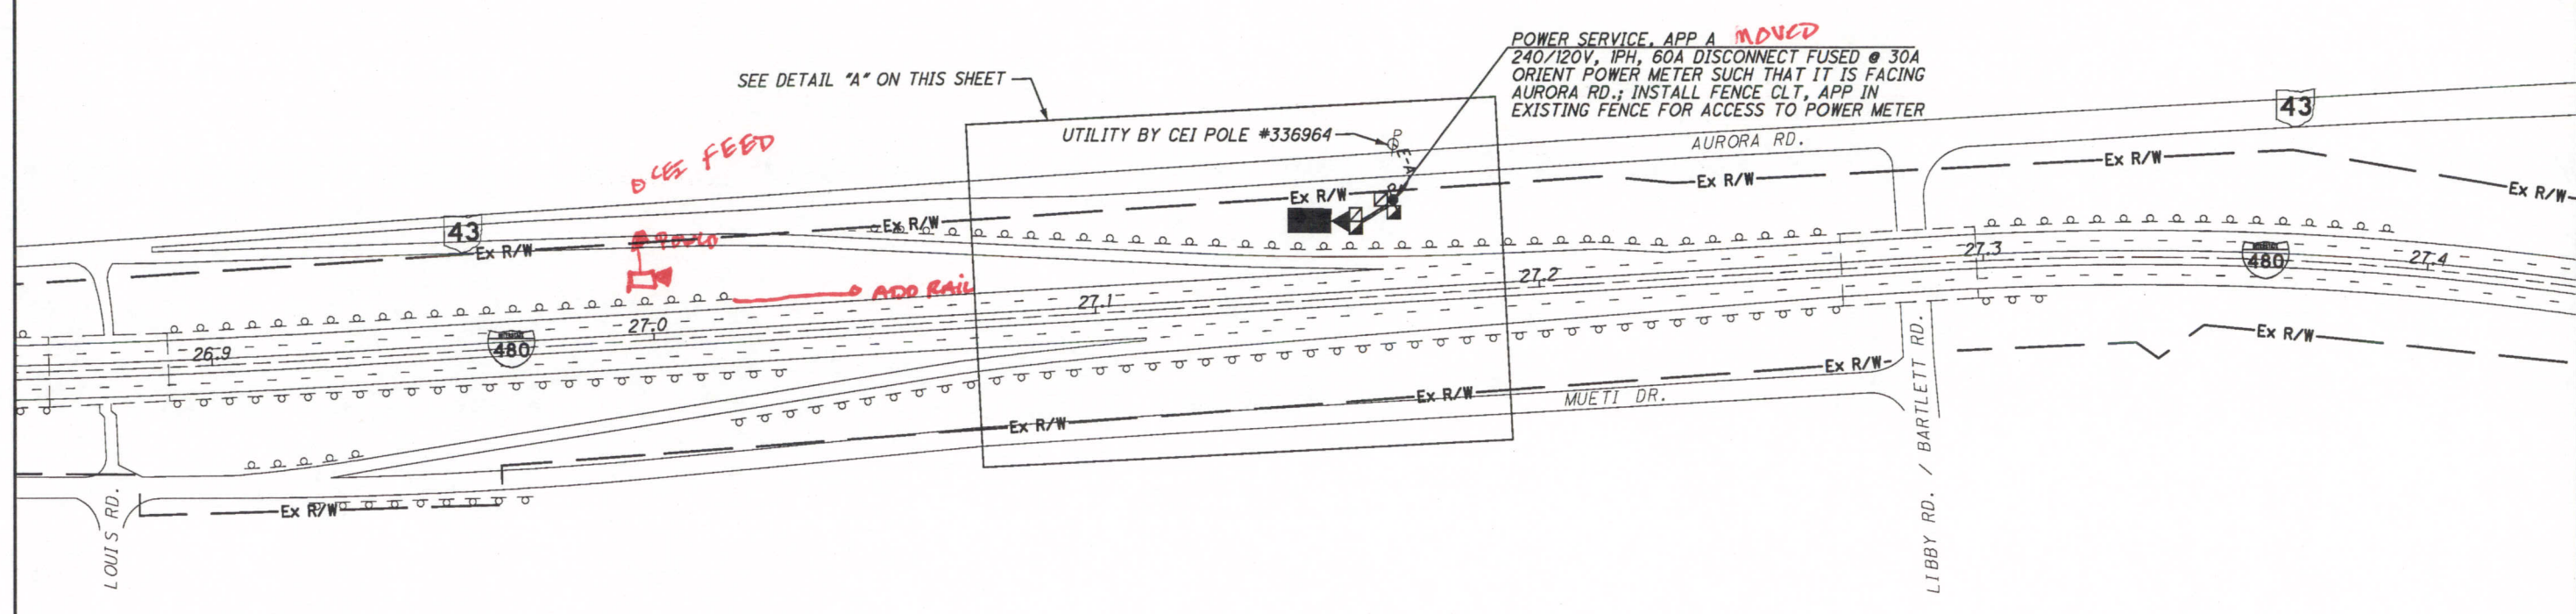 POWER SERVICE, APP A MOVED
240/120V, 1PH, 60A DISCONNECT FUSED @ 30A
ORIENT POWER METER SUCH THAT IT IS FACING
AURORA RD.; INSTALL FENCE CLT, APP IN
EXISTING FENCE FOR ACCESS TO POWER METER
SEE DETAIL "A" ON THIS SHEET
UTILITY BY CEI POLE #336964
P
E-A
AURORA RD.
43
CEI FEED
Ex R/W
Ex R/W
Ex R/W
Ex R/W
43
Ex R/W
Ex R/W
Ex R/W
ADD RAIL
26.9
27.0
27.1
27.2
27.3
27.4
480
480
Ex R/W
Ex R/W
Ex R/W
Ex R/W
MUETI DR.
Ex R/W
LOUIS RD.
LIBBY RD. / BARTLETT RD.